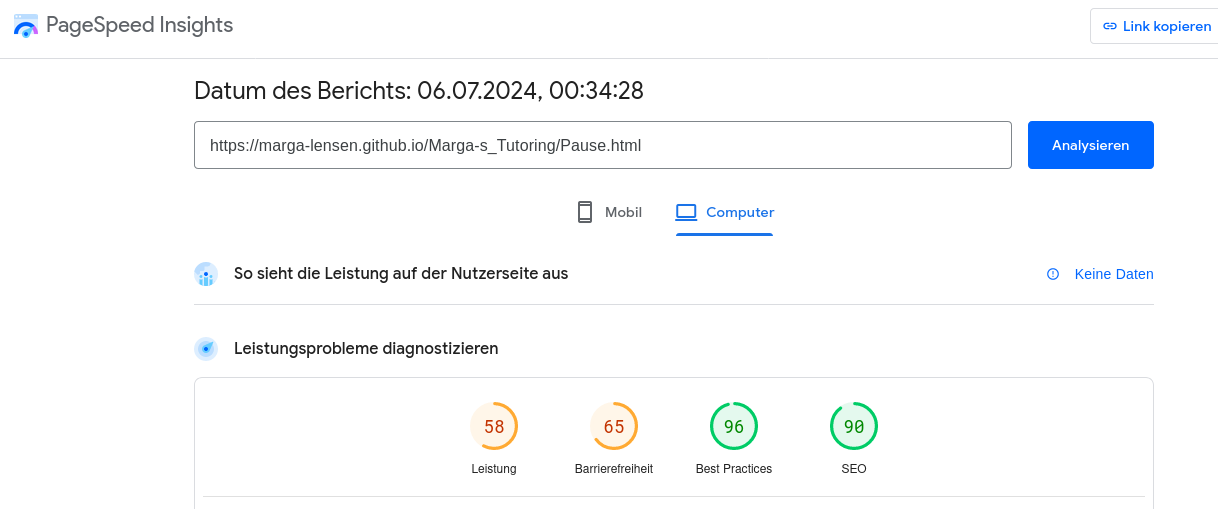 PageSpeed Insights
Link kopieren
Datum des Berichts: 06.07.2024, 00:34:28
https://marga-lensen.github.io/Marga-s_Tutoring/Pause.html
Analysieren
Mobil
Computer
So sieht die Leistung auf der Nutzerseite aus
Keine Daten
Leistungsprobleme diagnostizieren
58
65
96
90
Leistung
Barrierefreiheit
Best Practices
SEO